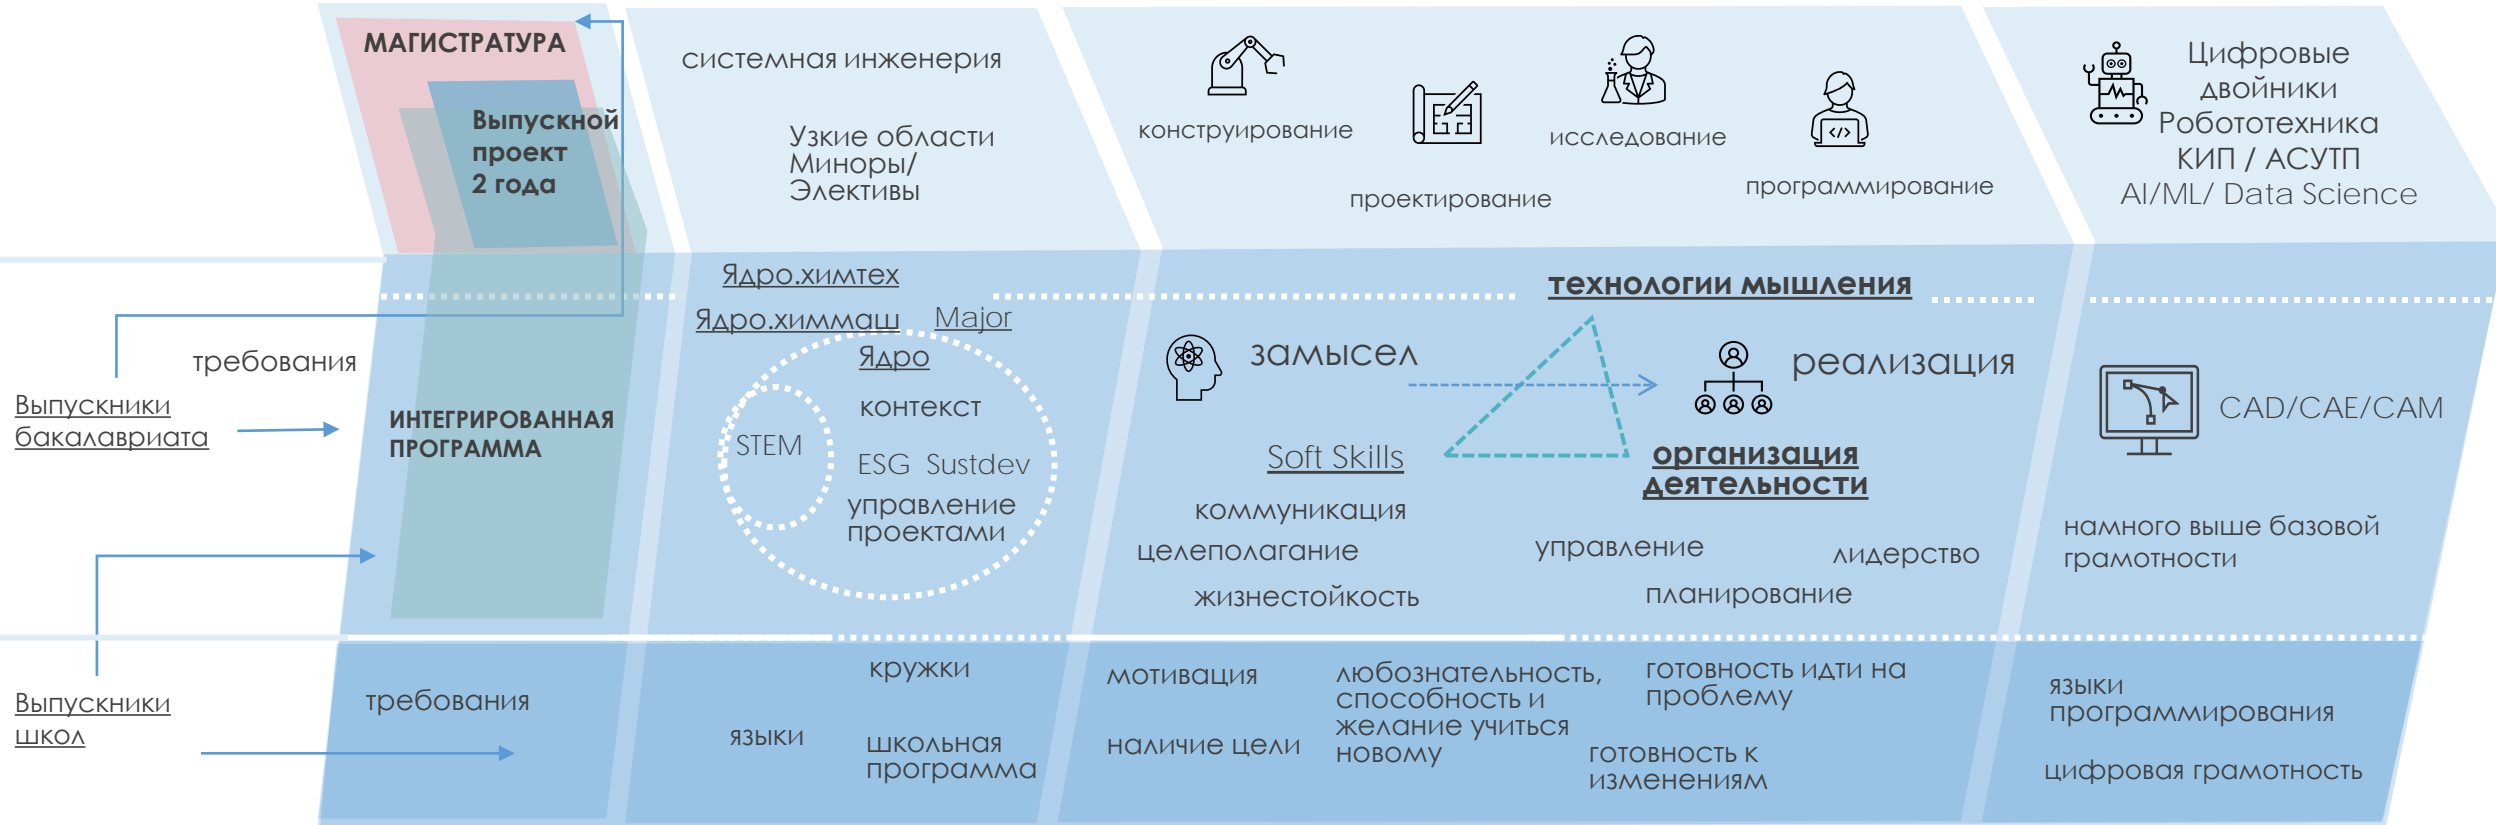 МАГИСТРАТУРА
Выпускной
проект
2 года
системная инженерия
Узкие области
Миноры/
Элективы
конструирование
проектирование
исследование
программирование
Цифровые
двойники
Робототехника
КИП / АСУТП
AI/ML/ Data Science
требования
Выпускники
бакалавриата
ИНТЕГРИРОВАННАЯ
ПРОГРАММА
Ядро.химтех
Ядро.химмаш
Major
Ядро
контекст
STEM
ESG Sustdev
управление
проектами
технологии мышления
замысел
реализация
Soft Skills
организация
деятельности
коммуникация
целеполагание
жизнестойкость
управление
лидерство
планирование
CAD/CAE/CAM
намного выше базовой
грамотности
Выпускники
школ
требования
кружки
языки
школьная
программа
мотивация
наличие цели
любознательность,
способность и
желание учиться
новому
готовность идти на
проблему
готовность к
изменениям
языки
программирования
цифровая грамотность